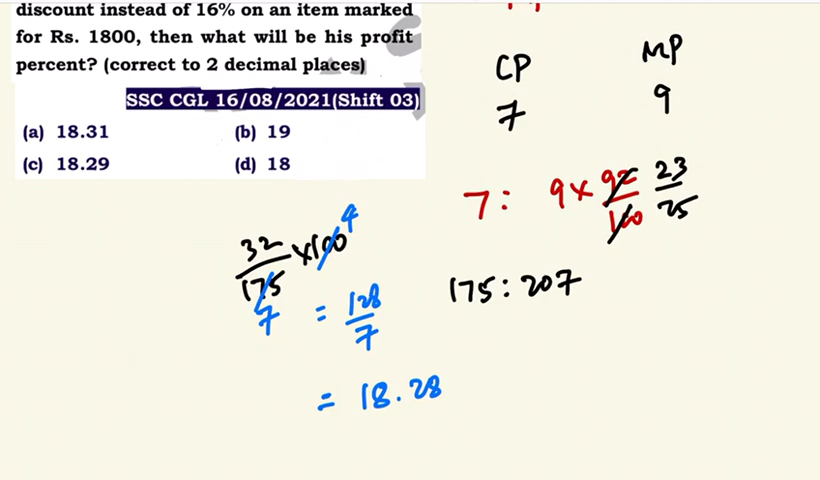 discount instead of 16% on an item marked
for Rs. 1800, then what will be his profit
percent? (correct to 2 decimal places)
SSC CGL 16/08/2021(Shift 03)
(a) 18.31 (b) 19
(c) 18.29 (d) 18
CP MP
7 9
7 : 9 × 92/100 23/25
32/175 × 100 4
7
= 128/7
= 18.28
175 : 207